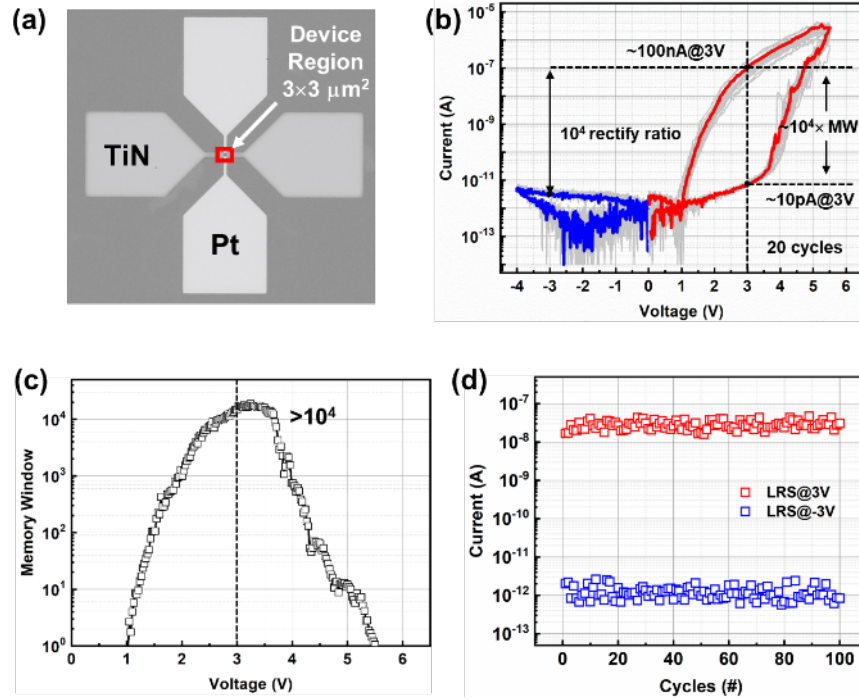 (a)
Device
Region
3×3 μm²
TiN
Pt
(b)
Current (A)
10⁻⁵
10⁻⁷
10⁻⁹
10⁻¹¹
10⁻¹³
~100nA@3V
10⁴ rectify ratio
~10⁴× MW
~10pA@3V
20 cycles
-4 -3 -2 -1 0 1 2 3 4 5 6
Voltage (V)
(c)
Memory Window
10⁴
10³
10²
10¹
10⁰
>10⁴
0 1 2 3 4 5 6
Voltage (V)
(d)
Current (A)
10⁻⁷
10⁻⁸
10⁻⁹
10⁻¹⁰
10⁻¹¹
10⁻¹²
10⁻¹³
LRS@3V
LRS@-3V
0 20 40 60 80 100
Cycles (#)